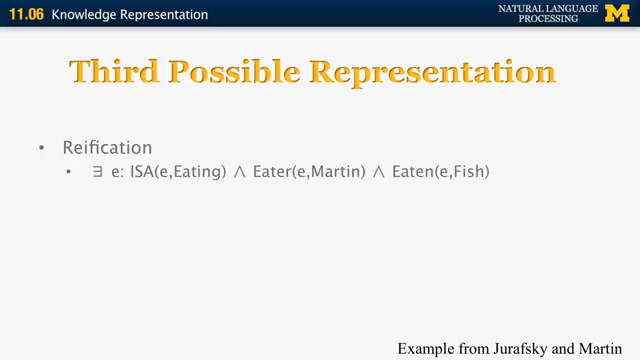 11.06 Knowledge Representation
NATURAL LANGUAGE
PROCESSING
M
Third Possible Representation
• Reification
• ∃ e: ISA(e,Eating) ∧ Eater(e,Martin) ∧ Eaten(e,Fish)
Example from Jurafsky and Martin